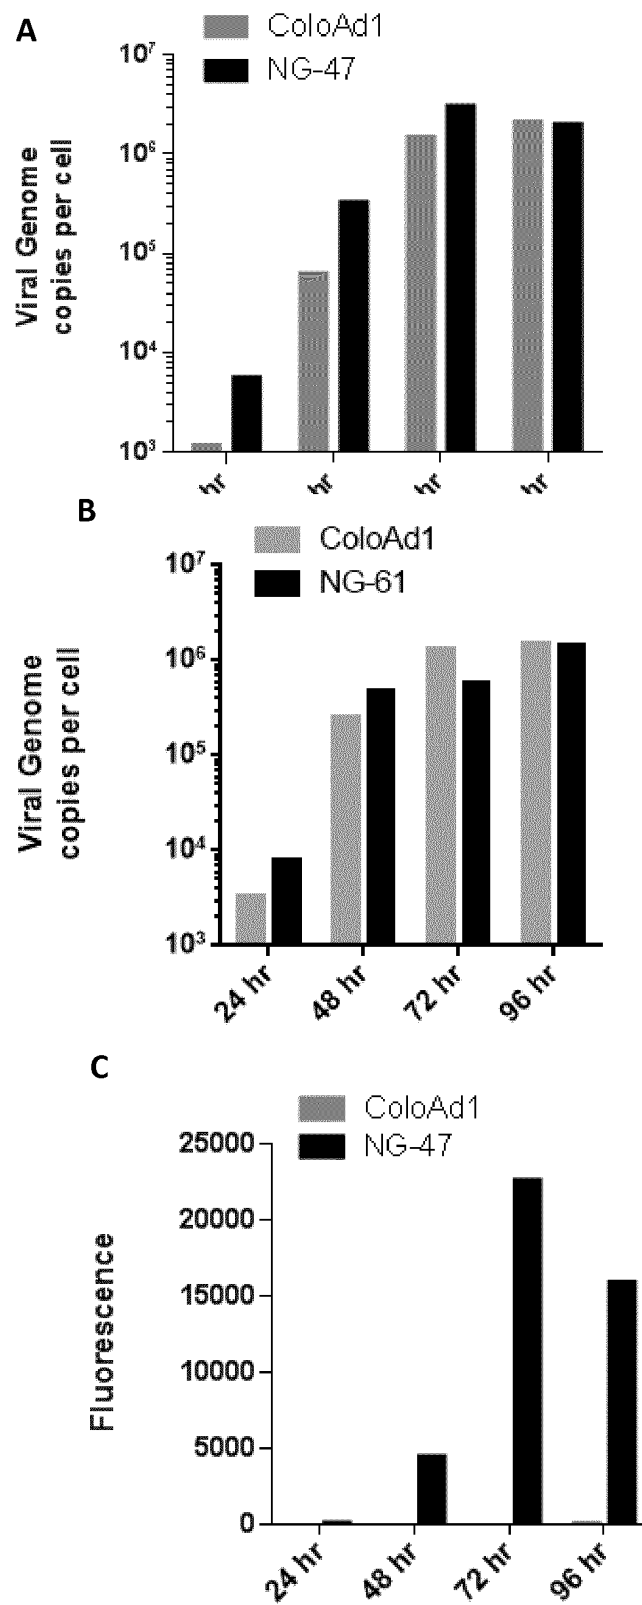 A
ColoAd1
NG-47
Viral Genome
copies per cell
10⁷
10⁶
10⁵
10⁴
10³
hr
hr
hr
hr
B
ColoAd1
NG-61
Viral Genome
copies per cell
10⁷
10⁶
10⁵
10⁴
10³
24 hr
48 hr
72 hr
96 hr
C
ColoAd1
NG-47
Fluorescence
25000
20000
15000
10000
5000
0
24 hr
48 hr
72 hr
96 hr